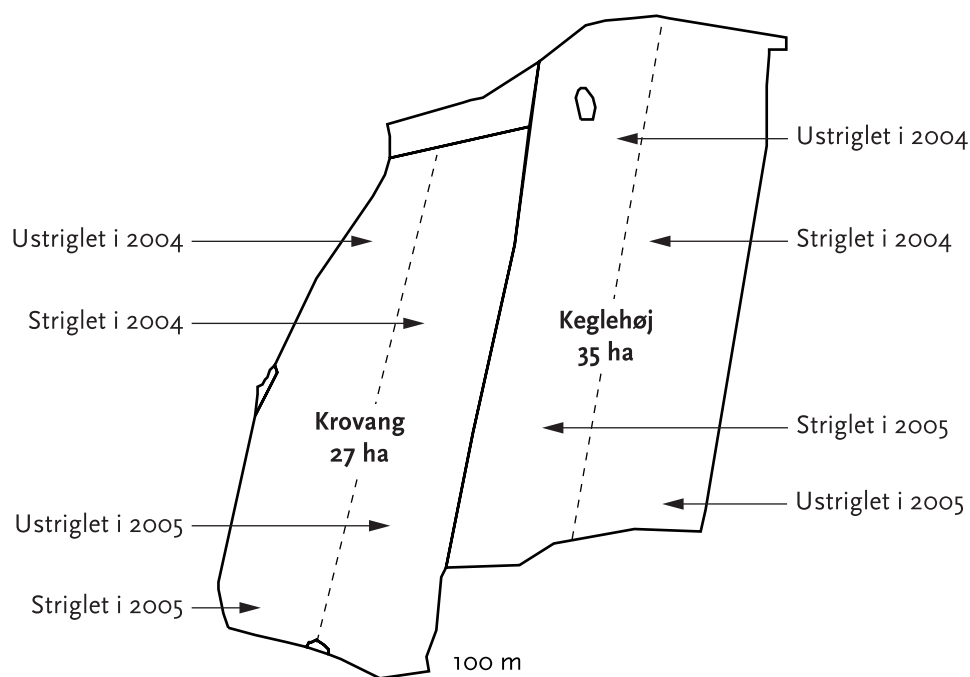 Ustriglet i 2004
Ustriglet i 2004
Striglet i 2004
Striglet i 2004
Keglehøj
35 ha
Krovang
27 ha
Striglet i 2005
Ustriglet i 2005
Ustriglet i 2005
Striglet i 2005
100 m